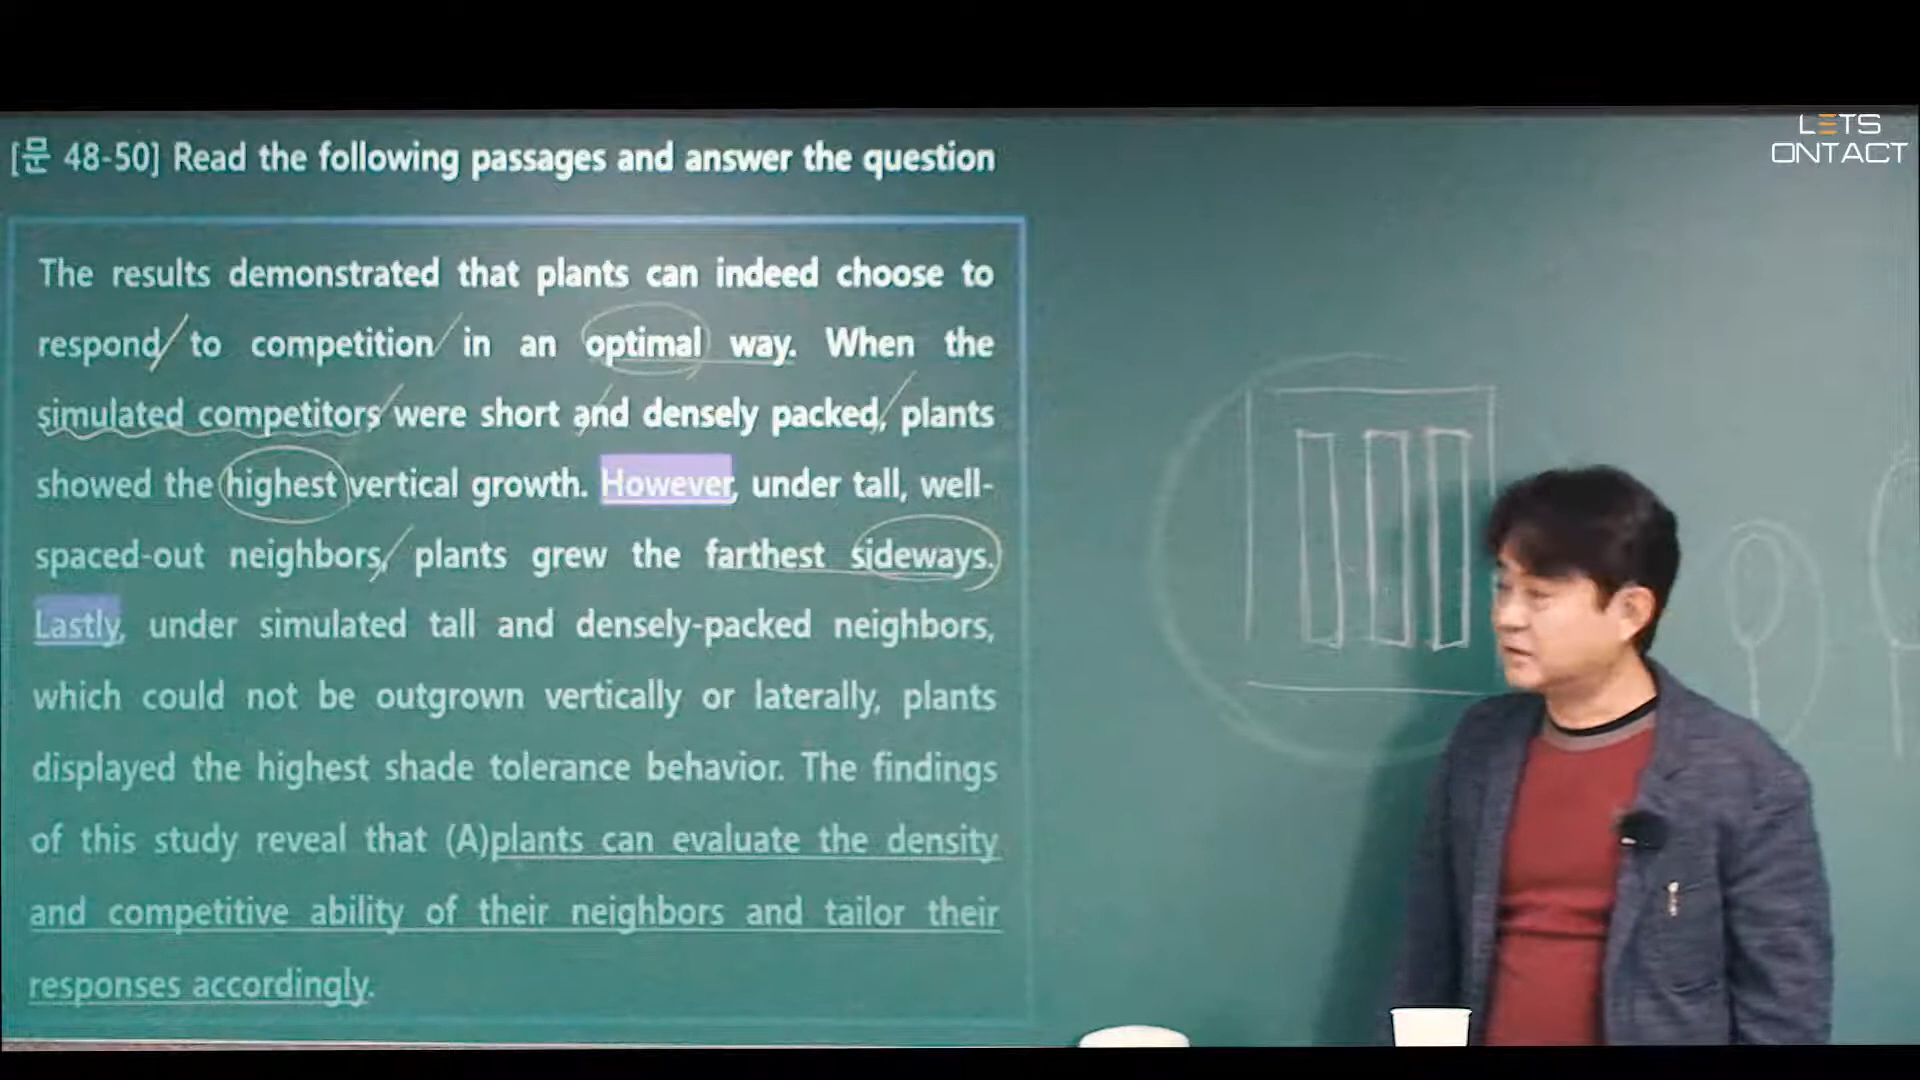 LETS
ONTACT
[문 48-50] Read the following passages and answer the question
The results demonstrated that plants can indeed choose to
respond to competition in an optimal way. When the
simulated competitors were short and densely packed, plants
showed the highest vertical growth. However, under tall, well-
spaced-out neighbors, plants grew the farthest sideways.
Lastly, under simulated tall and densely-packed neighbors,
which could not be outgrown vertically or laterally, plants
displayed the highest shade tolerance behavior. The findings
of this study reveal that (A)plants can evaluate the density
and competitive ability of their neighbors and tailor their
responses accordingly.